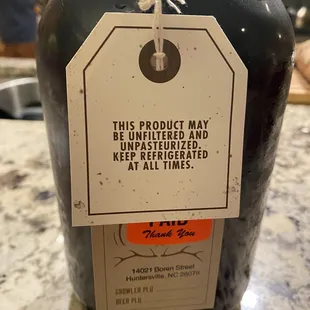 THIS PRODUCT MAY
BE UNFILTERED AND
UNPASTEURIZED.
KEEP REFRIGERATED
AT ALL TIMES.
PAID
Thank You
14021 Boren Street
Huntersville, NC 28078
GROWLER PLU
BEER PLU